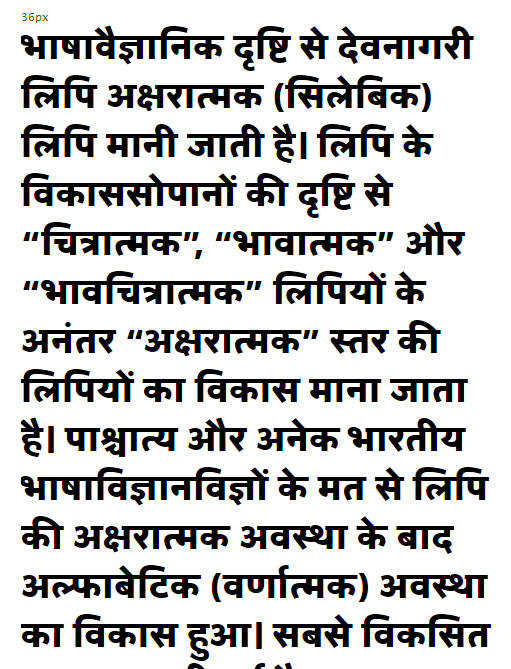 36px
भाषावैज्ञानिक दृष्टि से देवनागरी
लिपि अक्षरात्मक (सिलेबिक)
लिपि मानी जाती है। लिपि के
विकाससोपानों की दृष्टि से
“चित्रात्मक”, “भावात्मक” और
“भावचित्रात्मक” लिपियों के
अनंतर “अक्षरात्मक” स्तर की
लिपियों का विकास माना जाता
है। पाश्चात्य और अनेक भारतीय
भाषाविज्ञानविज्ञों के मत से लिपि
की अक्षरात्मक अवस्था के बाद
अल्फाबेटिक (वर्णात्मक) अवस्था
का विकास हुआ। सबसे विकसित